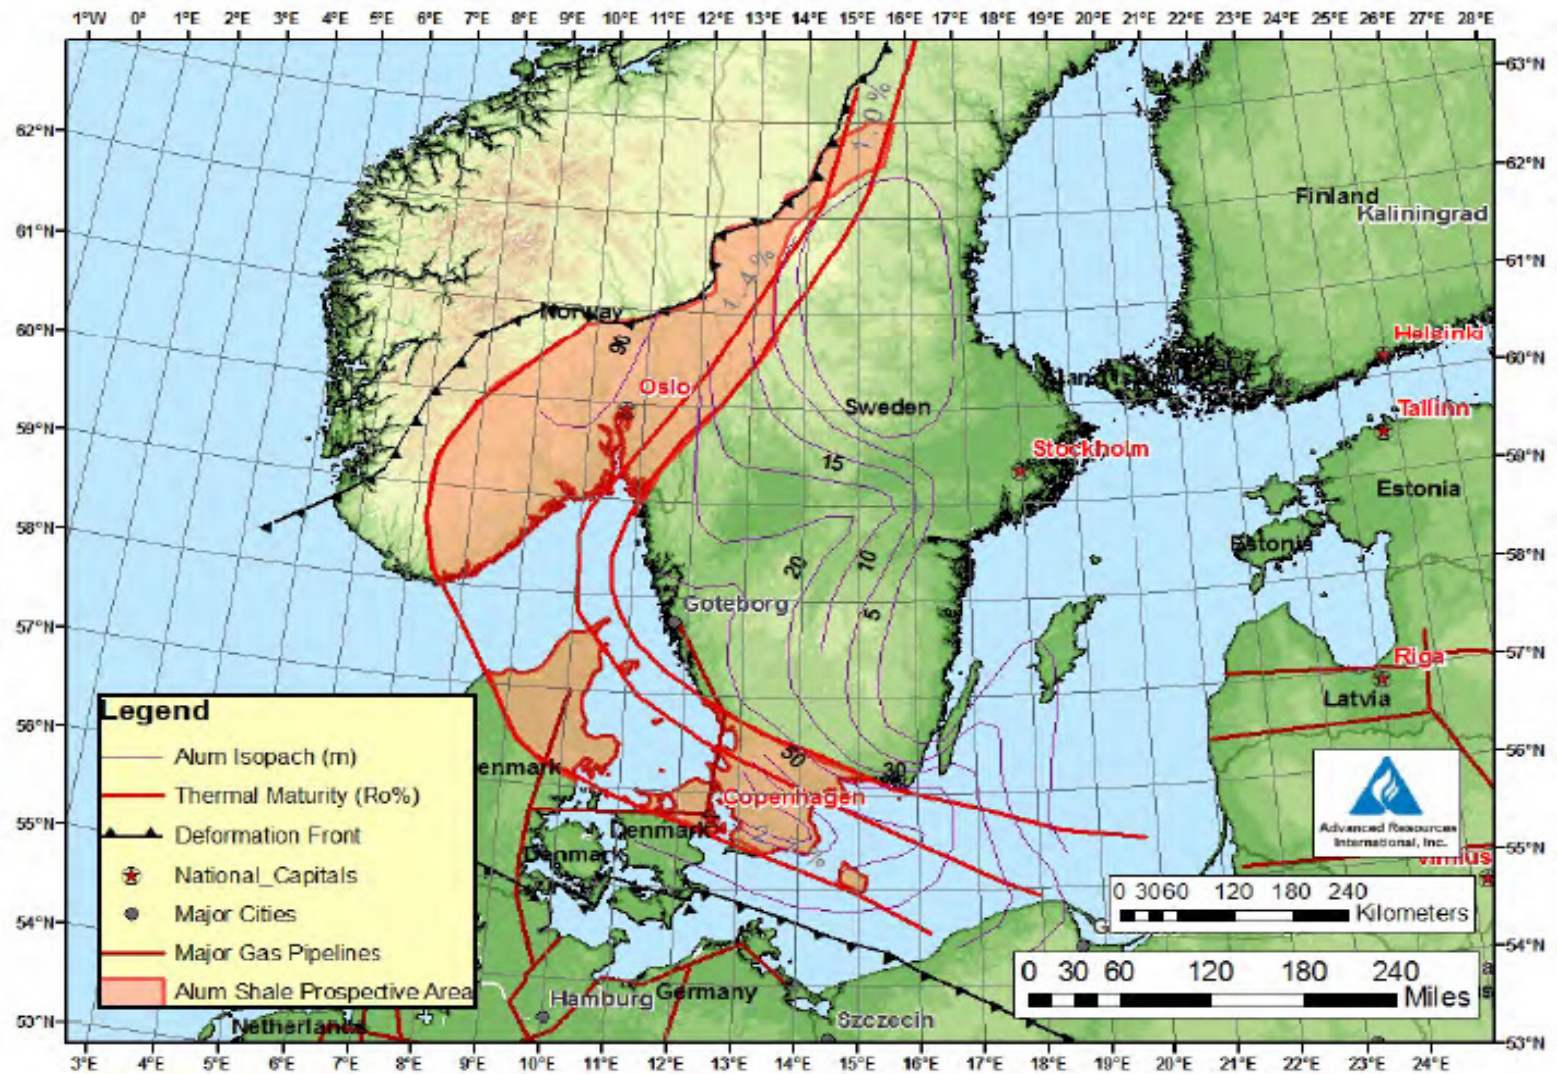 1°W 0° 1°E 2°E 3°E 4°E 5°E 6°E 7°E 8°E 9°E 10°E 11°E 12°E 13°E 14°E 15°E 16°E 17°E 18°E 19°E 20°E 21°E 22°E 23°E 24°E 25°E 26°E 27°E 28°E
63°N
62°N
62°N
61°N
61°N
60°N
60°N
59°N
59°N
58°N
58°N
57°N
57°N
56°N
56°N
55°N
55°N
54°N
54°N
53°N
53°N
1.0%
Finland
Kaliningrad
1.4%
Norway
90
Helsinki
Oslo
Sweden
Tallinn
Stockholm
15
Estonia
Estonia
20
10
5
Goteborg
Riga
Latvia
50
30
enmark
Copenhagen
Denmark
Denmark
%
Vilnius
Hamburg
Germany
Szczecin
Netherlands
Legend
Alum Isopach (m)
Thermal Maturity (Ro%)
Deformation Front
National_Capitals
Major Cities
Major Gas Pipelines
Alum Shale Prospective Area
Advanced Resources
International, Inc.
0 30 60 120 180 240
Kilometers
0 30 60 120 180 240
Miles
3°E 4°E 5°E 6°E 7°E 8°E 9°E 10°E 11°E 12°E 13°E 14°E 15°E 16°E 17°E 18°E 19°E 20°E 21°E 22°E 23°E 24°E